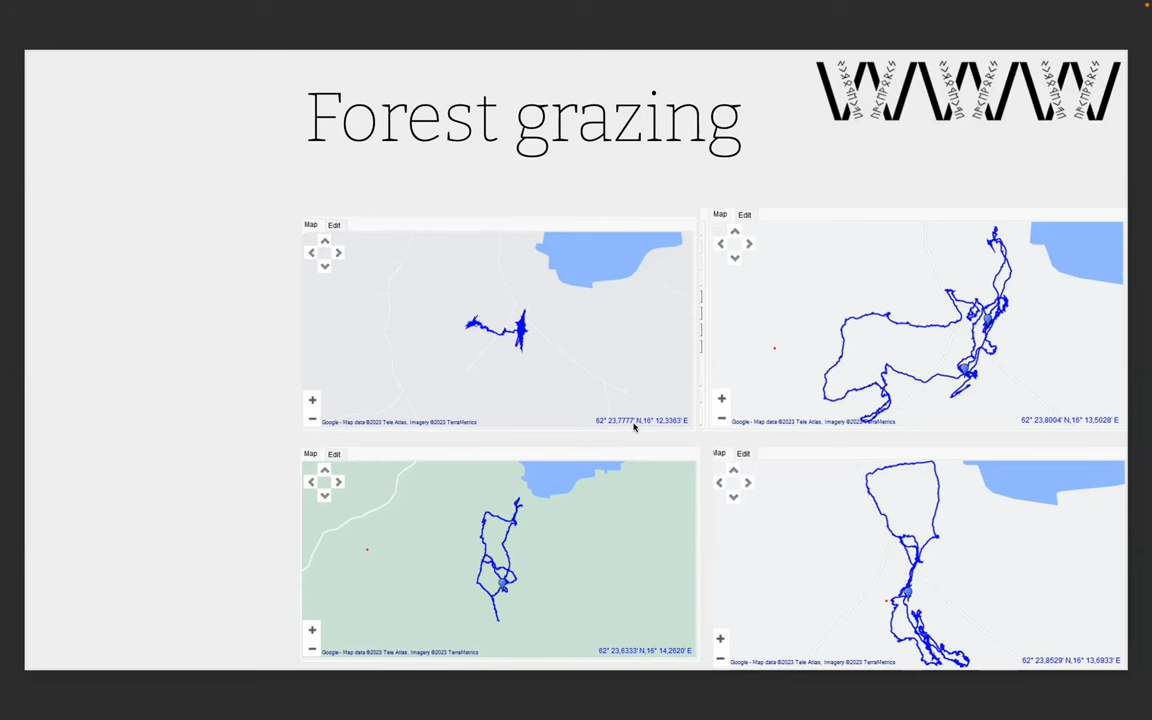 Forest grazing
Map Edit
Google - Map data ©2023 Tele Atlas, Imagery ©2023 TerraMetrics
62° 23,7777' N,16° 12,3363' E
Map Edit
Google - Map data ©2023 Tele Atlas, Imagery ©2023 TerraMetrics
62° 23,8004' N,16° 13,5028' E
Map Edit
Google - Map data ©2023 Tele Atlas, Imagery ©2023 TerraMetrics
62° 23,6333' N,16° 14,2620' E
Map Edit
Google - Map data ©2023 Tele Atlas, Imagery ©2023 TerraMetrics
62° 23,8529' N,16° 13,6933' E